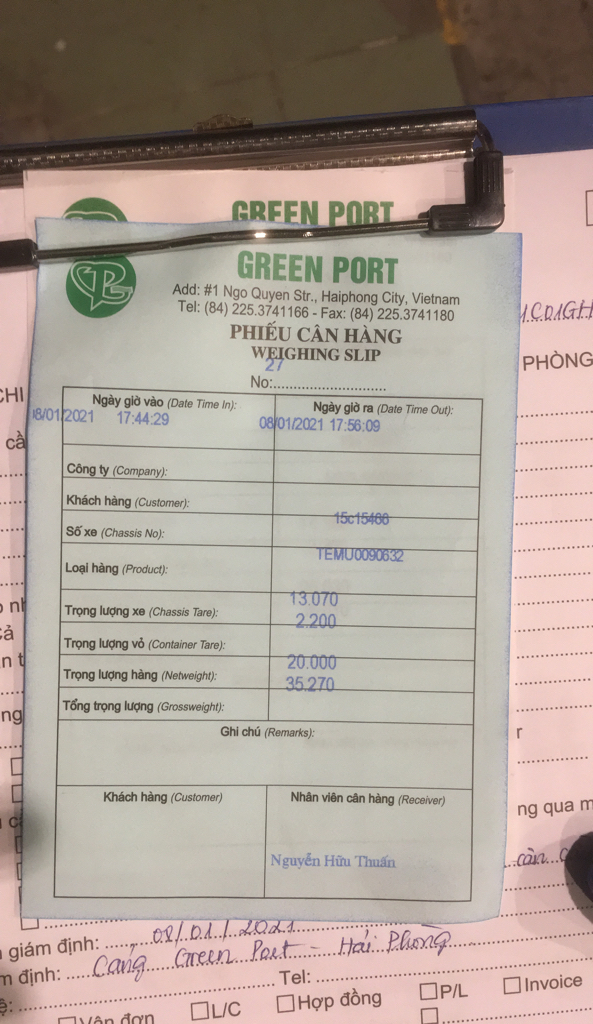 GREEN PORT
GREEN PORT
Add: #1 Ngo Quyen Str., Haiphong City, Vietnam
Tel: (84) 225.3741166 - Fax: (84) 225.3741180
PHIẾU CÂN HÀNG
WEIGHING SLIP
27
No:..............................
Ngày giờ vào (Date Time In):
Ngày giờ ra (Date Time Out):
8/01/2021 17:44:29
08/01/2021 17:56:09
Công ty (Company):
Khách hàng (Customer):
15c15466
Số xe (Chassis No):
TEMU0090632
Loại hàng (Product):
13.070
Trọng lượng xe (Chassis Tare):
2.200
Trọng lượng vỏ (Container Tare):
20.000
Trọng lượng hàng (Netweight):
35.270
Tổng trọng lượng (Grossweight):
Ghi chú (Remarks):
Khách hàng (Customer)
Nhân viên cân hàng (Receiver)
Nguyễn Hữu Thuấn
PHÒNG
ng qua m
cân
giám định: 08/01/2021
định: Cảng Green Port - Hải Phòng
Tel:
Vận đơn
L/C
Hợp đồng
P/L
Invoice